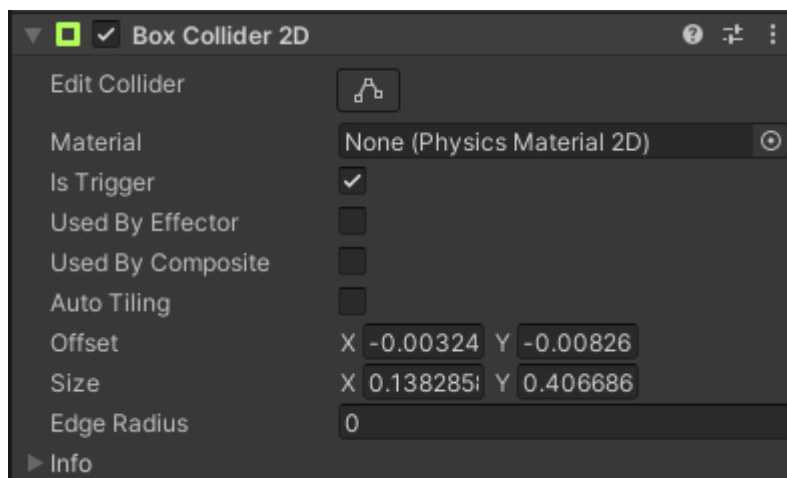 Box Collider 2D
Edit Collider
Material None (Physics Material 2D)
Is Trigger
Used By Effector
Used By Composite
Auto Tiling
Offset X -0.00324 Y -0.00826
Size X 0.138285 Y 0.406686
Edge Radius 0
Info